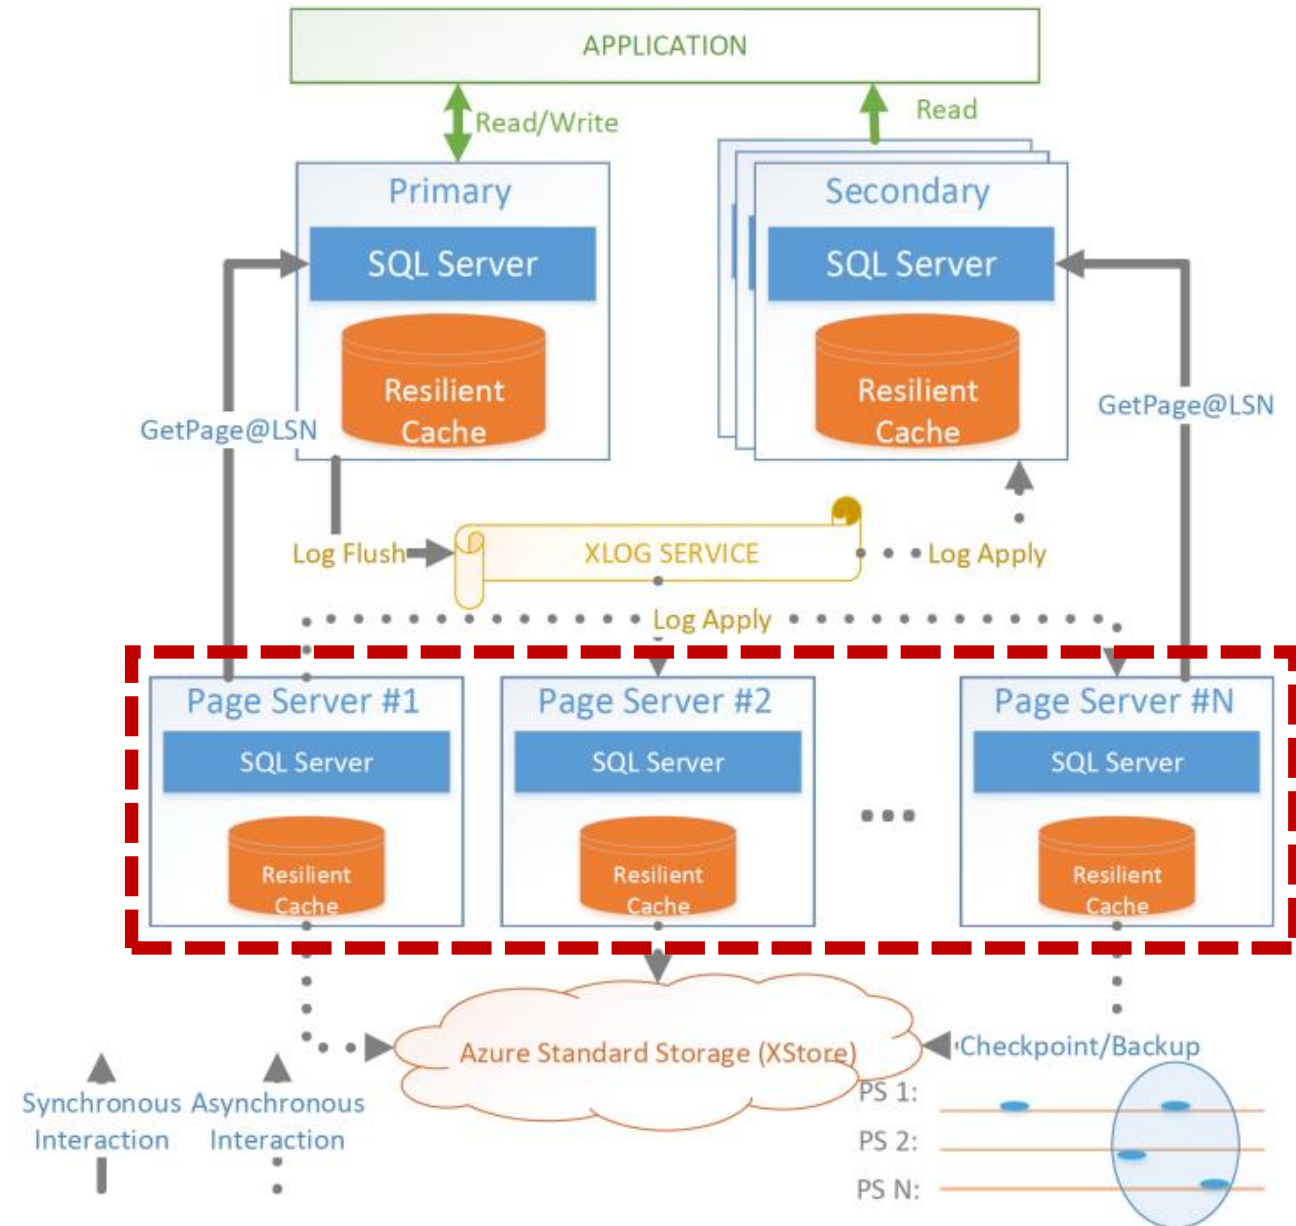 APPLICATION
Read/Write
Read
Primary
SQL Server
Resilient
Cache
Secondary
SQL Server
Resilient
Cache
GetPage@LSN
GetPage@LSN
Log Flush
XLOG SERVICE
Log Apply
Log Apply
Page Server #1
SQL Server
Resilient
Cache
Page Server #2
SQL Server
Resilient
Cache
Page Server #N
SQL Server
Resilient
Cache
Azure Standard Storage (XStore)
Checkpoint/Backup
Synchronous
Interaction
Asynchronous
Interaction
PS 1:
PS 2:
PS N: